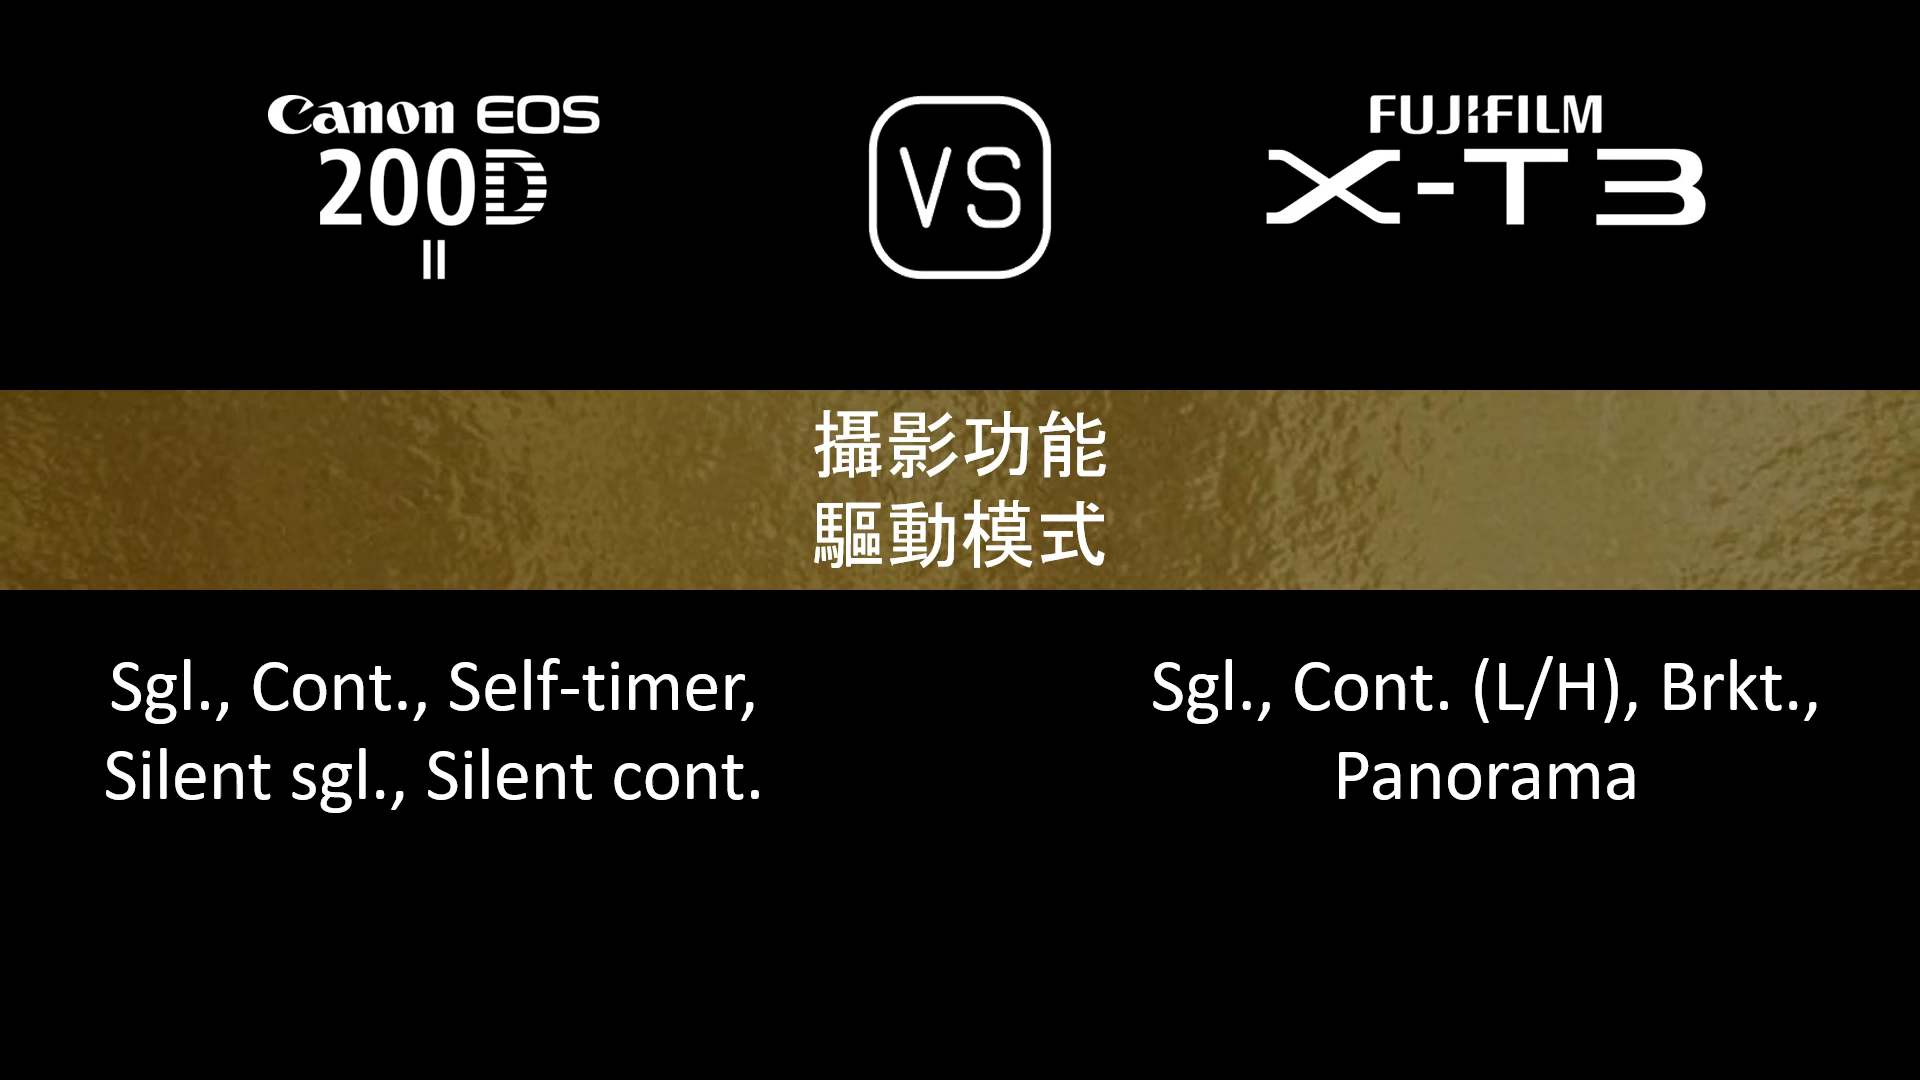 Canon EOS
200D
II
VS
FUJIFILM
X-T3
攝影功能
驅動模式
Sgl., Cont., Self-timer,
Silent sgl., Silent cont.
Sgl., Cont. (L/H), Brkt.,
Panorama